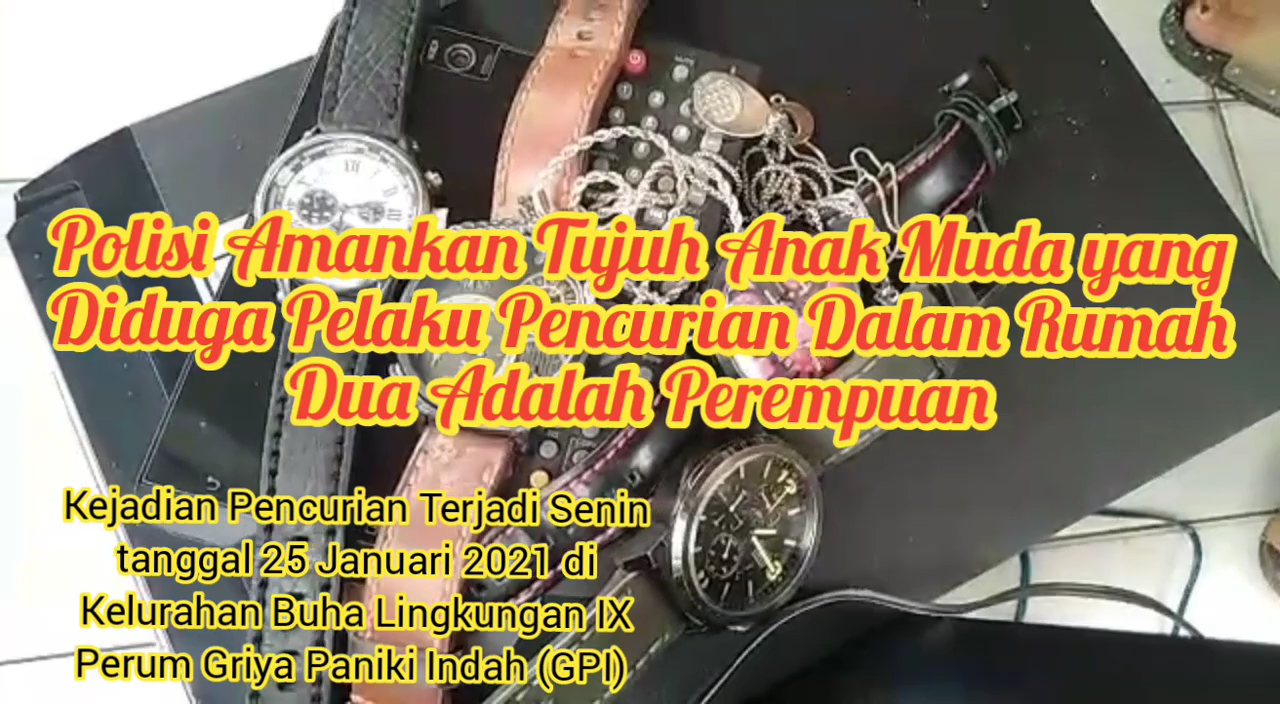 Polisi Amankan Tujuh Anak Muda yang
Diduga Pelaku Pencurian Dalam Rumah
Dua Adalah Perempuan
Kejadian Pencurian Terjadi Senin
tanggal 25 Januari 2021 di
Kelurahan Buha Lingkungan IX
Perum Griya Paniki Indah (GPI)